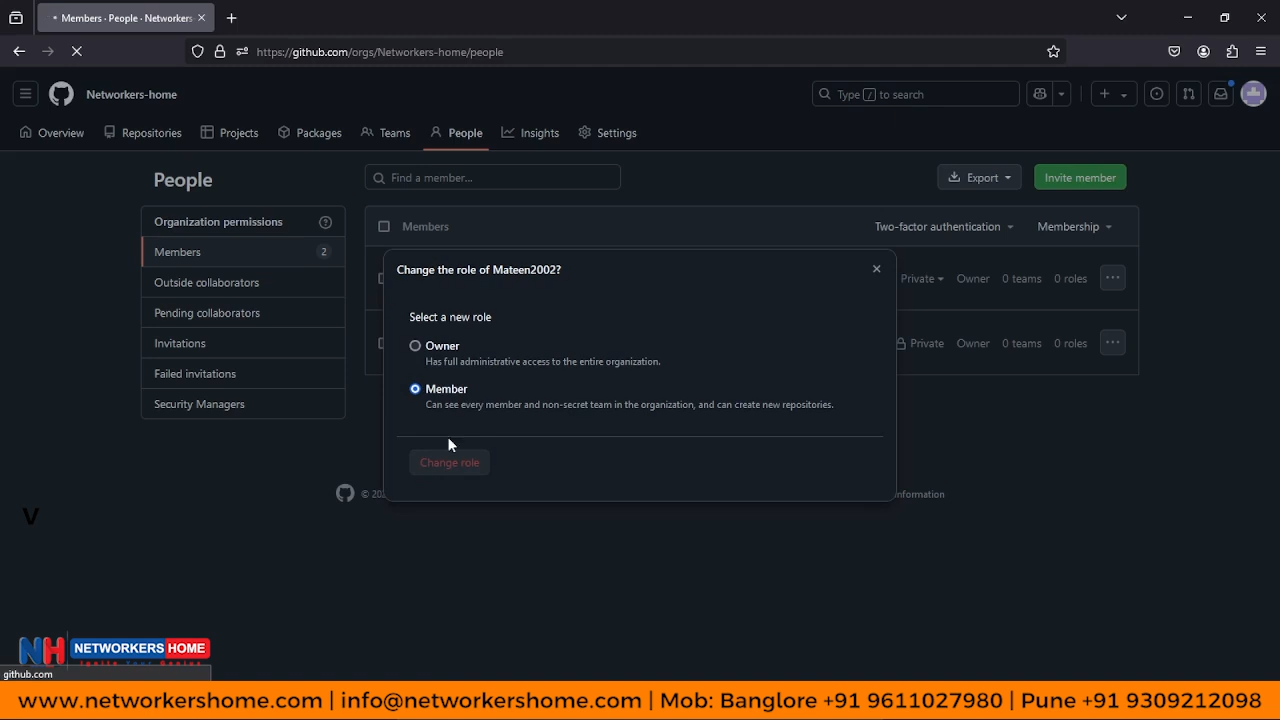 Members · People · Networkers-
https://github.com/orgs/Networkers-home/people
Networkers-home
Type / to search
Overview
Repositories
Projects
Packages
Teams
People
Insights
Settings
People
Find a member...
Export
Invite member
Organization permissions
Members
2
Outside collaborators
Pending collaborators
Invitations
Failed invitations
Security Managers
Members
Two-factor authentication
Membership
Private
Owner
0 teams
0 roles
Private
Owner
0 teams
0 roles
Change the role of Mateen2002?
Select a new role
Owner
Has full administrative access to the entire organization.
Member
Can see every member and non-secret team in the organization, and can create new repositories.
Change role
© 202
nformation
V
NH NETWORKERS HOME
github.com
www.networkershome.com | info@networkershome.com | Mob: Banglore +91 9611027980 | Pune +91 9309212098